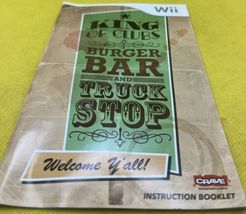 Wii
KING
OF CLUBS
BURGER
BAR
AND
TRUCK
STOP
Welcome Y'all!
CRAVE
INSTRUCTION BOOKLET